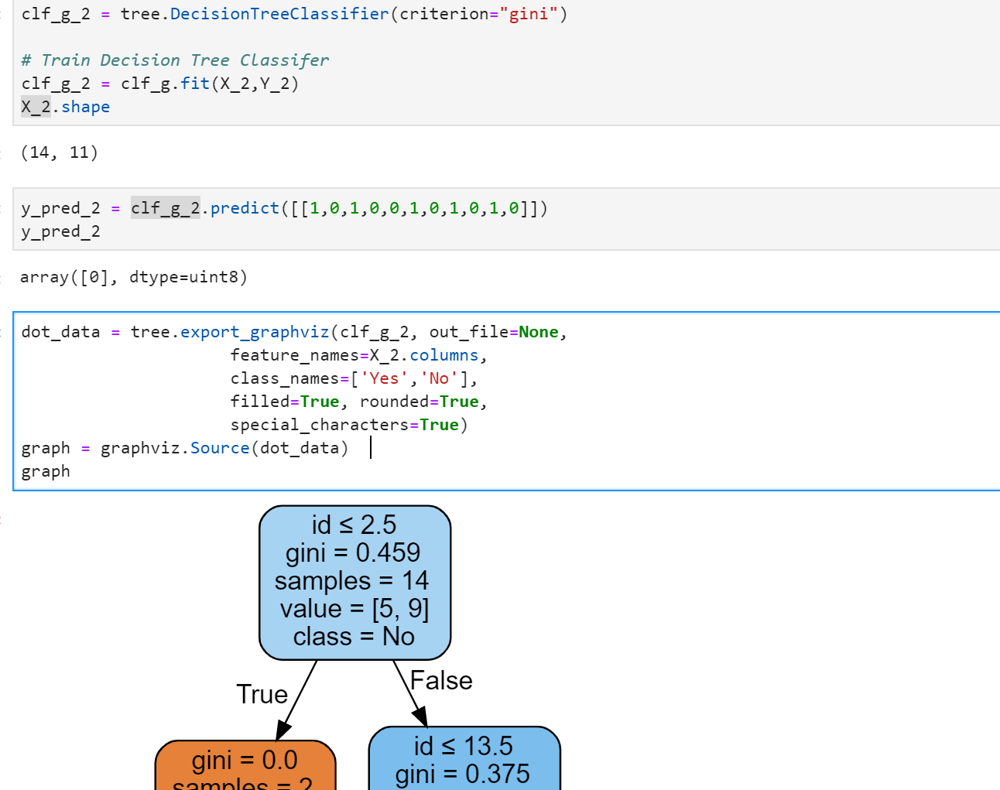 clf_g_2 = tree.DecisionTreeClassifier(criterion="gini")
# Train Decision Tree Classifer
clf_g_2 = clf_g.fit(X_2,Y_2)
X_2.shape
(14, 11)
y_pred_2 = clf_g_2.predict([[1,0,1,0,0,1,0,1,0,1,0]])
y_pred_2
array([0], dtype=uint8)
dot_data = tree.export_graphviz(clf_g_2, out_file=None,
feature_names=X_2.columns,
class_names=['Yes','No'],
filled=True, rounded=True,
special_characters=True)
graph = graphviz.Source(dot_data)
graph
id ≤ 2.5
gini = 0.459
samples = 14
value = [5, 9]
class = No
True
False
gini = 0.0
samples = 2
id ≤ 13.5
gini = 0.375